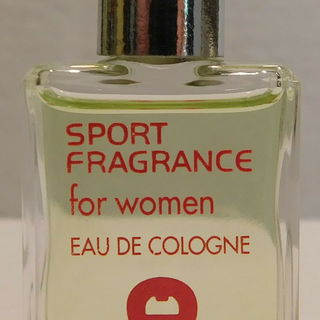 SPORT
FRAGRANCE
for women
EAU DE COLOGNE